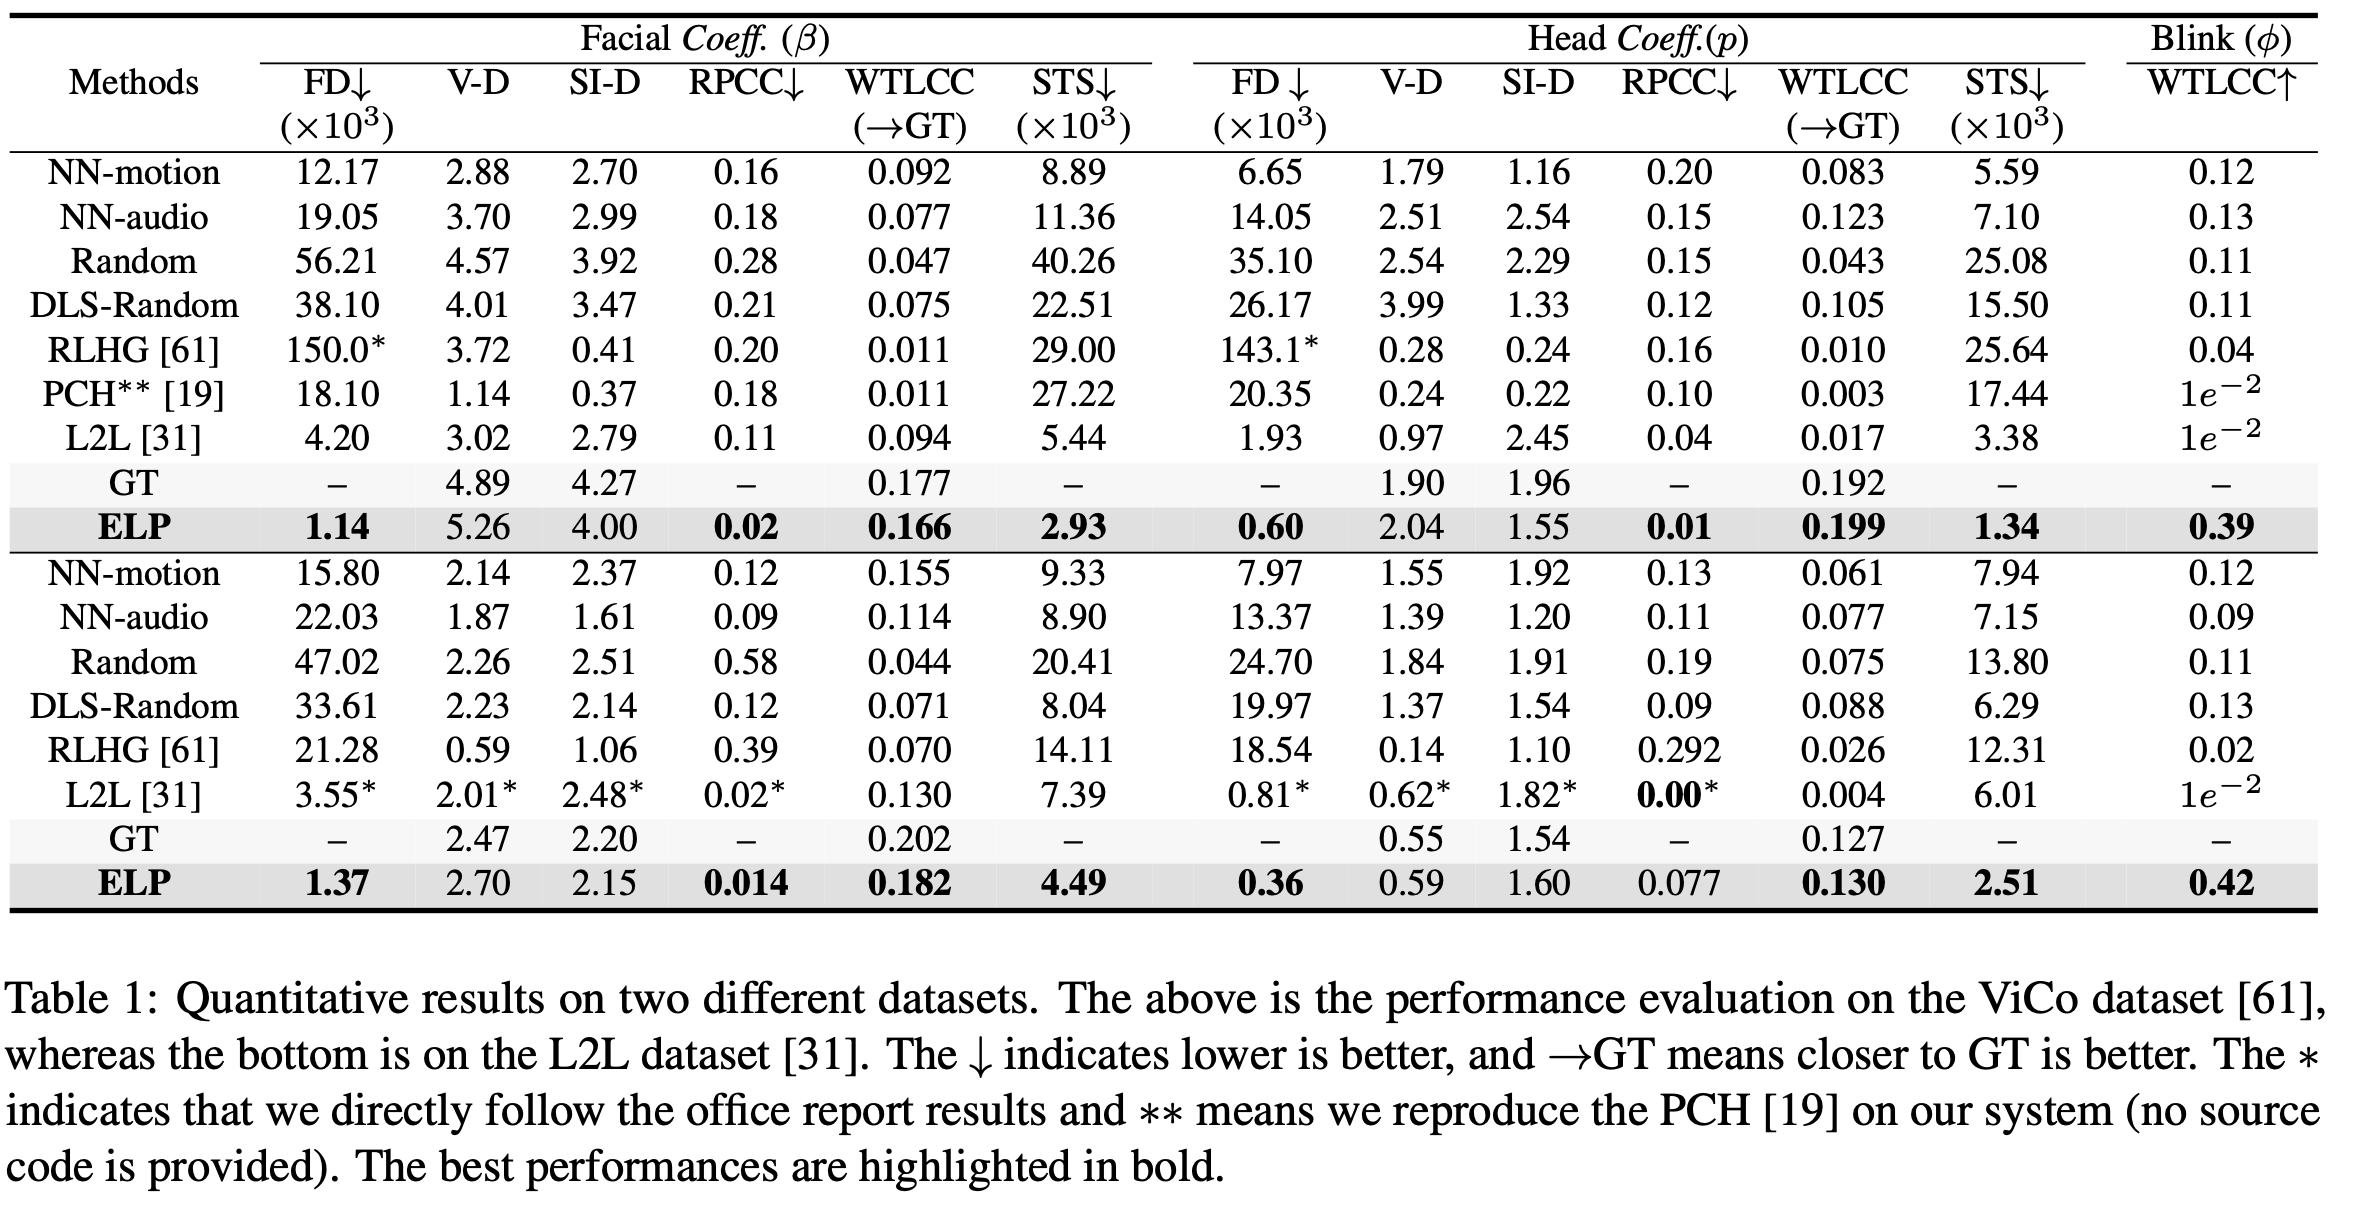 Facial Coeff. (β) Head Coeff.(p) Blink (ϕ)
Methods FD↓ V-D SI-D RPCC↓ WTLCC STS↓ FD ↓ V-D SI-D RPCC↓ WTLCC STS↓ WTLCC↑
(×10³) (→GT) (×10³) (×10³) (→GT) (×10³)
NN-motion 12.17 2.88 2.70 0.16 0.092 8.89 6.65 1.79 1.16 0.20 0.083 5.59 0.12
NN-audio 19.05 3.70 2.99 0.18 0.077 11.36 14.05 2.51 2.54 0.15 0.123 7.10 0.13
Random 56.21 4.57 3.92 0.28 0.047 40.26 35.10 2.54 2.29 0.15 0.043 25.08 0.11
DLS-Random 38.10 4.01 3.47 0.21 0.075 22.51 26.17 3.99 1.33 0.12 0.105 15.50 0.11
RLHG [61] 150.0* 3.72 0.41 0.20 0.011 29.00 143.1* 0.28 0.24 0.16 0.010 25.64 0.04
PCH** [19] 18.10 1.14 0.37 0.18 0.011 27.22 20.35 0.24 0.22 0.10 0.003 17.44 1e⁻²
L2L [31] 4.20 3.02 2.79 0.11 0.094 5.44 1.93 0.97 2.45 0.04 0.017 3.38 1e⁻²
GT – 4.89 4.27 – 0.177 – – 1.90 1.96 – 0.192 – –
ELP 1.14 5.26 4.00 0.02 0.166 2.93 0.60 2.04 1.55 0.01 0.199 1.34 0.39
NN-motion 15.80 2.14 2.37 0.12 0.155 9.33 7.97 1.55 1.92 0.13 0.061 7.94 0.12
NN-audio 22.03 1.87 1.61 0.09 0.114 8.90 13.37 1.39 1.20 0.11 0.077 7.15 0.09
Random 47.02 2.26 2.51 0.58 0.044 20.41 24.70 1.84 1.91 0.19 0.075 13.80 0.11
DLS-Random 33.61 2.23 2.14 0.12 0.071 8.04 19.97 1.37 1.54 0.09 0.088 6.29 0.13
RLHG [61] 21.28 0.59 1.06 0.39 0.070 14.11 18.54 0.14 1.10 0.292 0.026 12.31 0.02
L2L [31] 3.55* 2.01* 2.48* 0.02* 0.130 7.39 0.81* 0.62* 1.82* 0.00* 0.004 6.01 1e⁻²
GT – 2.47 2.20 – 0.202 – – 0.55 1.54 – 0.127 – –
ELP 1.37 2.70 2.15 0.014 0.182 4.49 0.36 0.59 1.60 0.077 0.130 2.51 0.42
Table 1: Quantitative results on two different datasets. The above is the performance evaluation on the ViCo dataset [61],
whereas the bottom is on the L2L dataset [31]. The ↓ indicates lower is better, and →GT means closer to GT is better. The *
indicates that we directly follow the office report results and ** means we reproduce the PCH [19] on our system (no source
code is provided). The best performances are highlighted in bold.